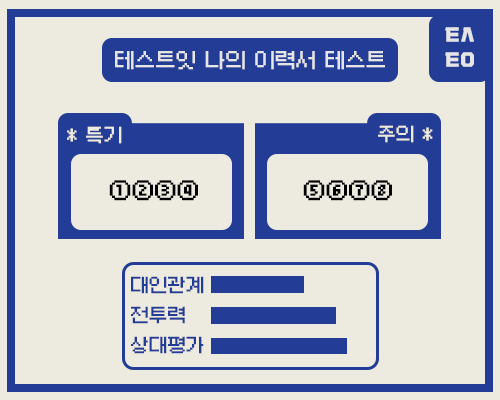 ㅌㅅ
ㅌㅇ
테스트잇 나의 이력서 테스트
* 특기
주의 *
①②③④
⑤⑥⑦⑧
대인관계
전투력
상대평가